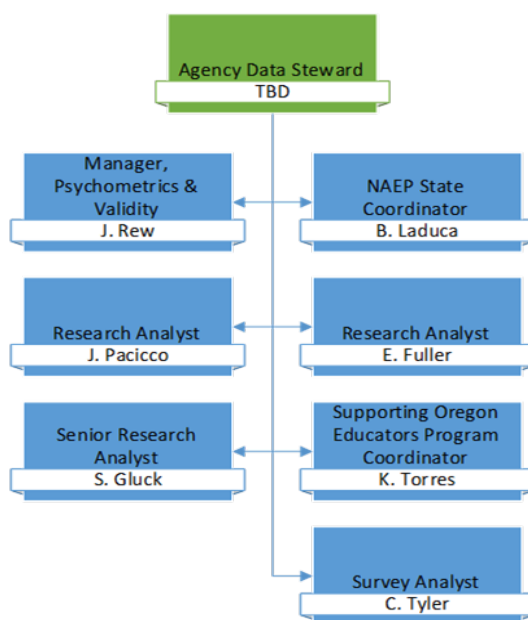 Agency Data Steward
TBD
Manager,
Psychometrics &
Validity
J. Rew
NAEP State
Coordinator
B. Laduca
Research Analyst
J. Pacicco
Research Analyst
E. Fuller
Senior Research
Analyst
S. Gluck
Supporting Oregon
Educators Program
Coordinator
K. Torres
Survey Analyst
C. Tyler